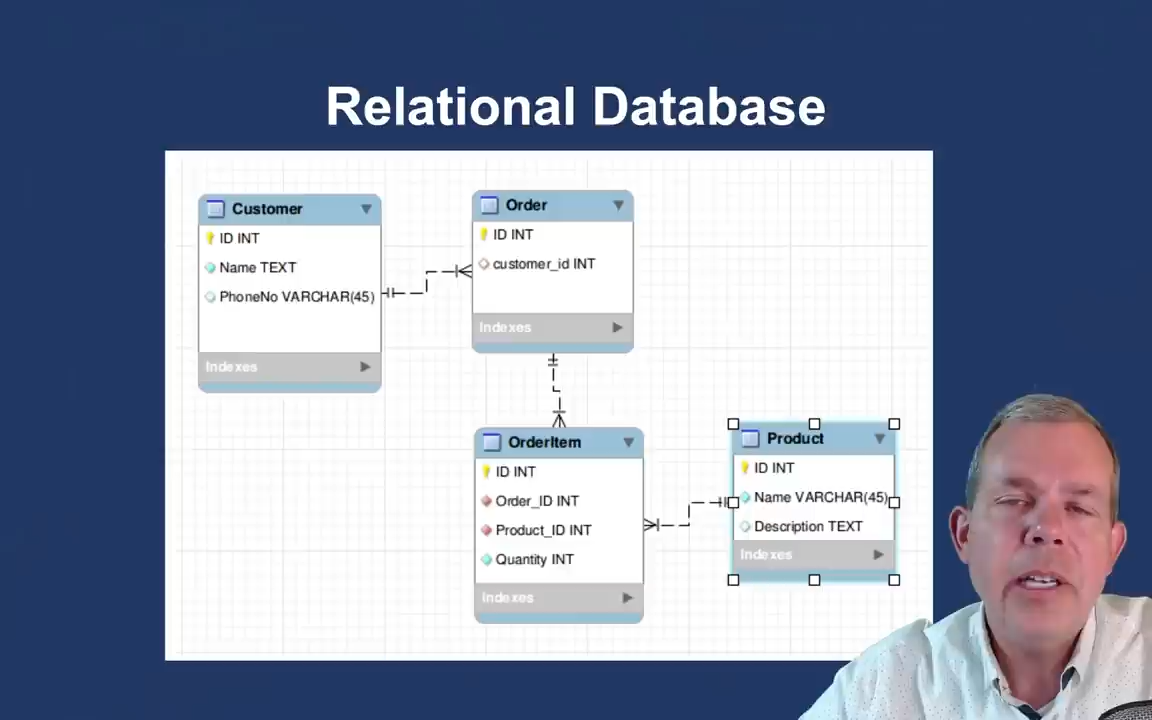 Relational Database
Customer
ID INT
Name TEXT
PhoneNo VARCHAR(45)
Indexes
Order
ID INT
customer_id INT
Indexes
OrderItem
ID INT
Order_ID INT
Product_ID INT
Quantity INT
Indexes
Product
ID INT
Name VARCHAR(45)
Description TEXT
Indexes